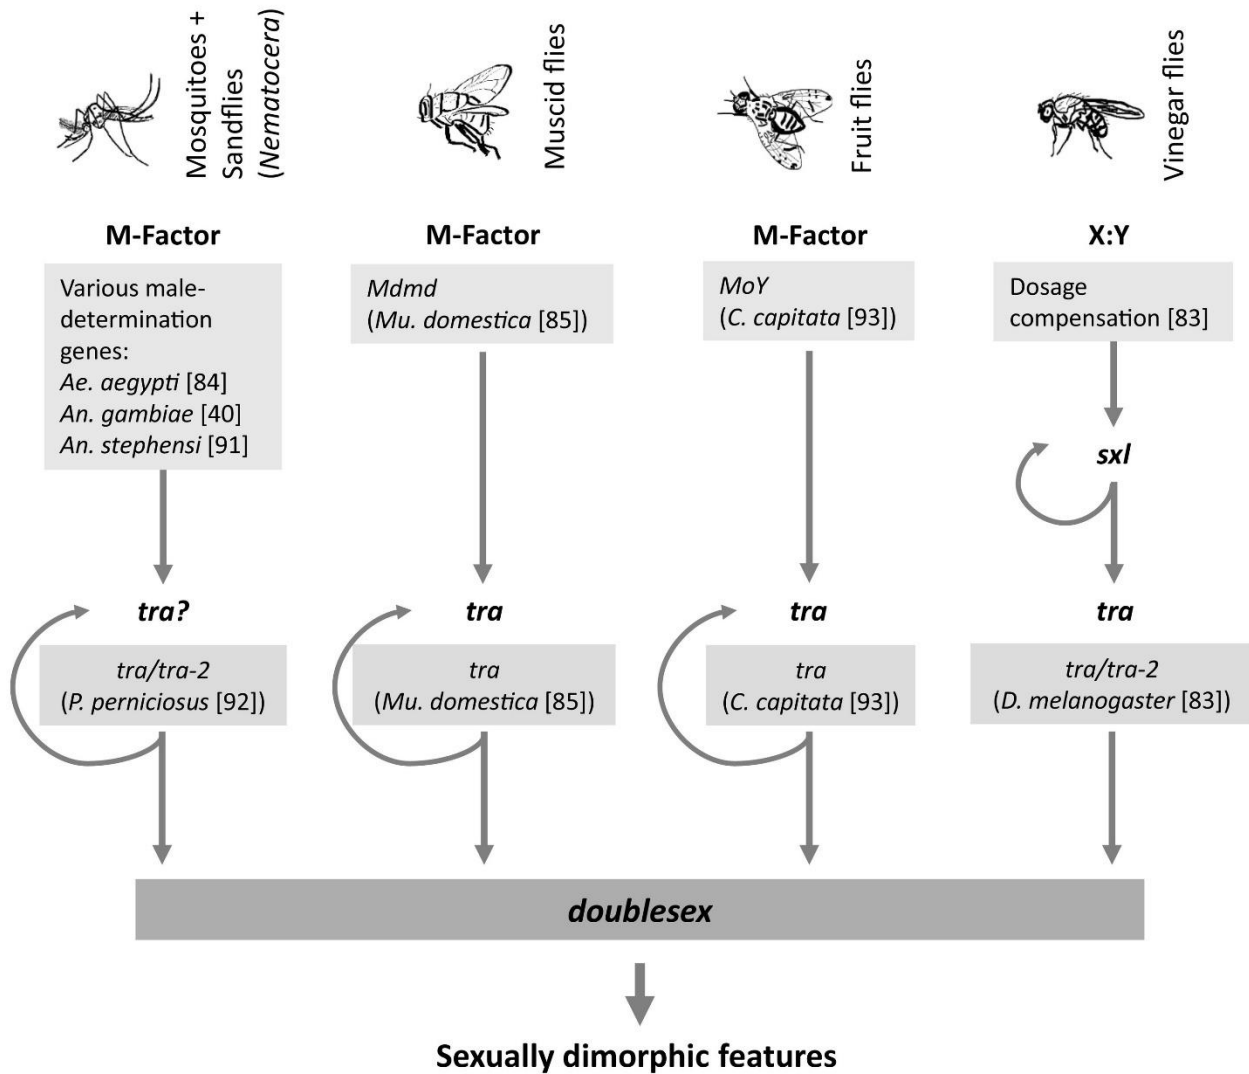 Mosquitoes +
Sandflies
(Nematocera)
Muscid flies
Fruit flies
Vinegar flies
M-Factor
M-Factor
M-Factor
X:Y
Various male-
determination
genes:
Ae. aegypti [84]
An. gambiae [40]
An. stephensi [91]
Mdmd
(Mu. domestica [85])
MoY
(C. capitata [93])
Dosage
compensation [83]
sxl
tra?
tra
tra
tra
tra/tra-2
(P. perniciosus [92])
tra
(Mu. domestica [85])
tra
(C. capitata [93])
tra/tra-2
(D. melanogaster [83])
doublesex
Sexually dimorphic features